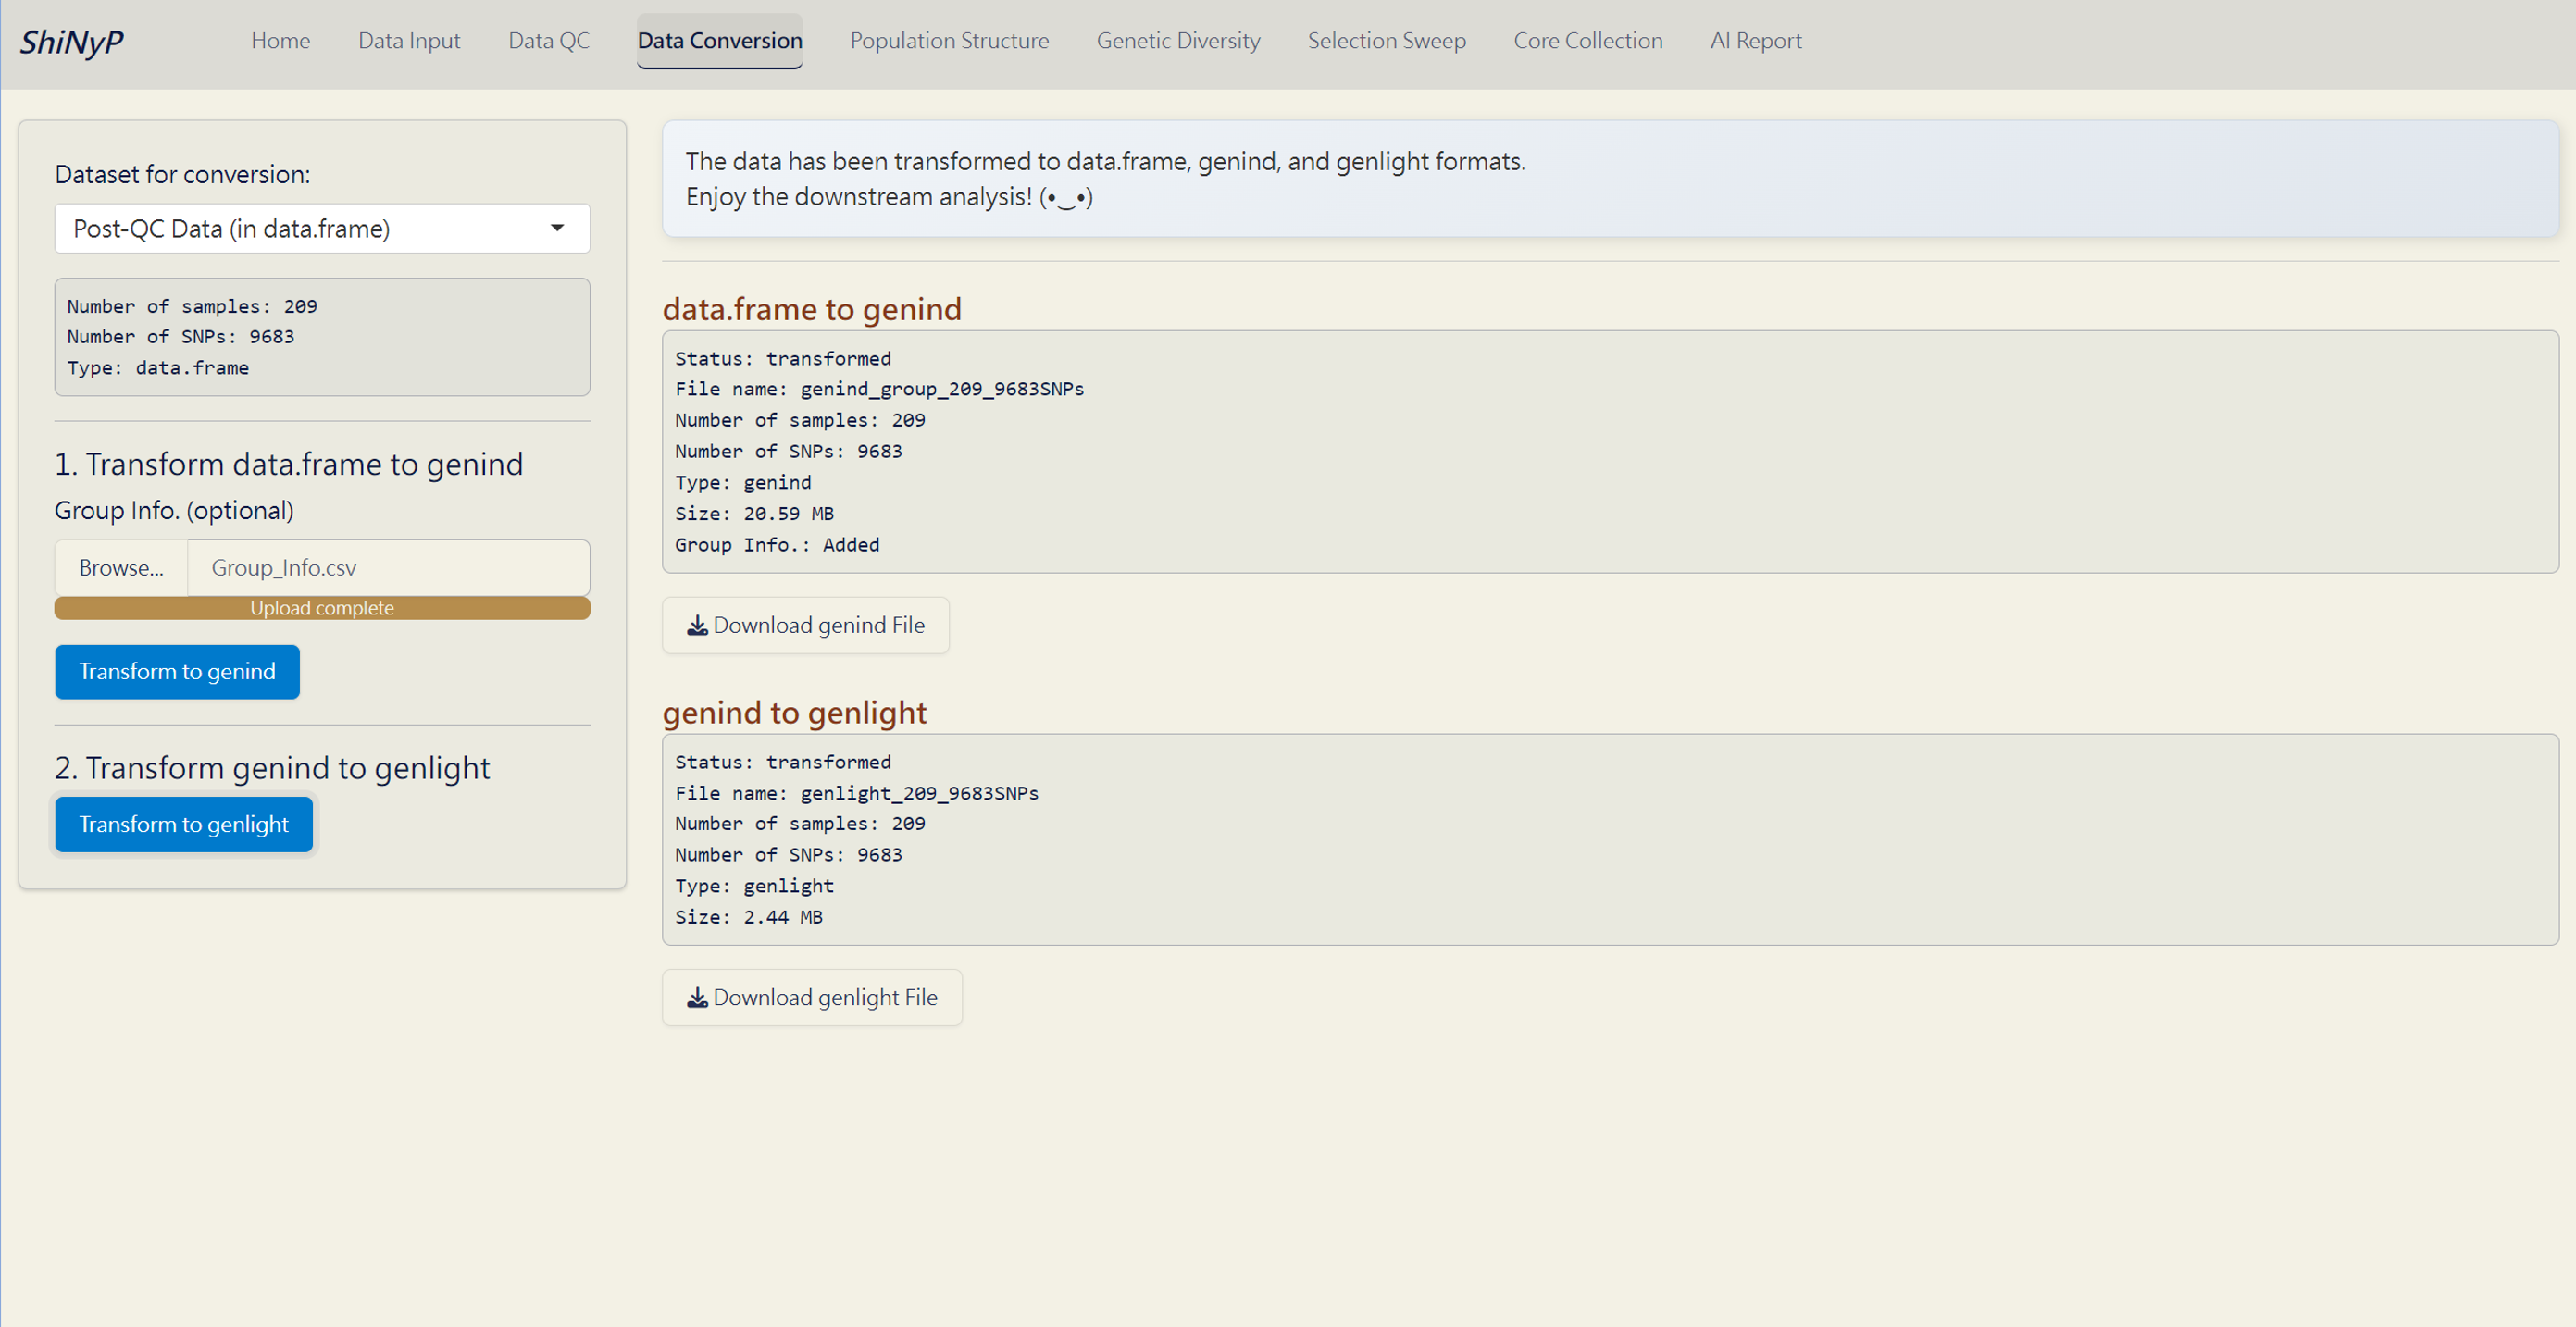 ShiNyP
Home
Data Input
Data QC
Data Conversion
Population Structure
Genetic Diversity
Selection Sweep
Core Collection
AI Report
Dataset for conversion:
Post-QC Data (in data.frame)
Number of samples: 209
Number of SNPs: 9683
Type: data.frame
1. Transform data.frame to genind
Group Info. (optional)
Browse...
Group_Info.csv
Upload complete
Transform to genind
2. Transform genind to genlight
Transform to genlight
The data has been transformed to data.frame, genind, and genlight formats.
Enjoy the downstream analysis! (•‿•)
data.frame to genind
Status: transformed
File name: genind_group_209_9683SNPs
Number of samples: 209
Number of SNPs: 9683
Type: genind
Size: 20.59 MB
Group Info.: Added
Download genind File
genind to genlight
Status: transformed
File name: genlight_209_9683SNPs
Number of samples: 209
Number of SNPs: 9683
Type: genlight
Size: 2.44 MB
Download genlight File